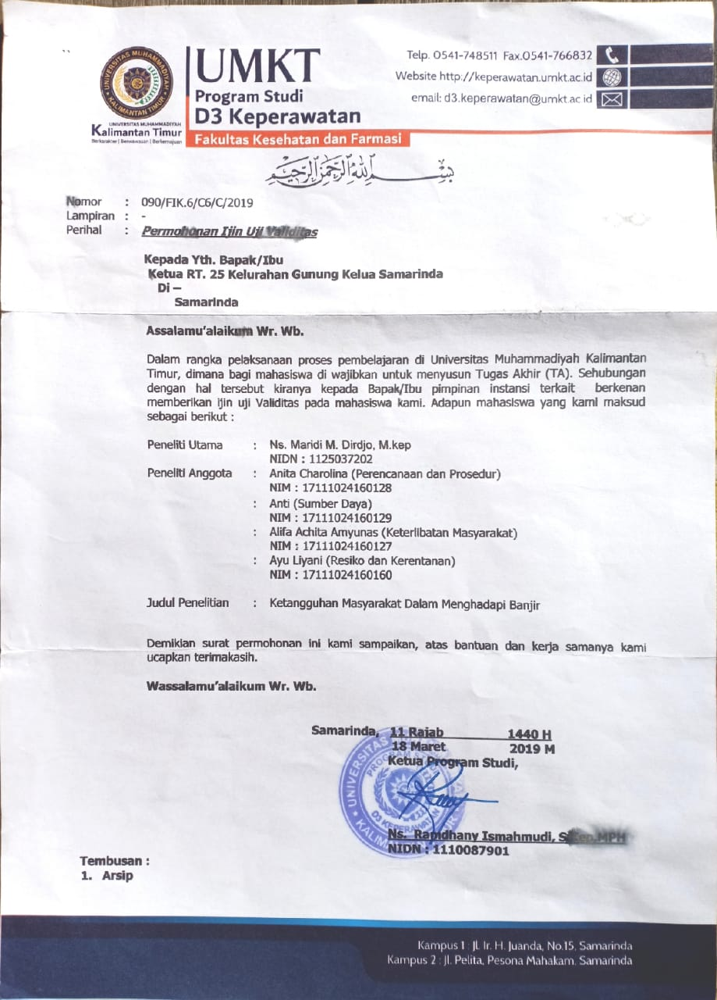 UMKT
Program Studi
D3 Keperawatan
Fakultas Kesehatan dan Farmasi
UNIVERSITAS MUHAMMADIYAH KALIMANTAN TIMUR
UNIVERSITAS MUHAMMADIYAH
Kalimantan Timur
Berkarakter | Berwawasan | Berkemajuan
Telp. 0541-748511 Fax.0541-766832
Website http://keperawatan.umkt.ac.id
email: d3.keperawatan@umkt.ac.id
بسم الله الرحمن الرحيم
Nomor : 090/FIK.6/C6/C/2019
Lampiran : -
Perihal : Permohonan Ijin Uji Validitas
Kepada Yth. Bapak/Ibu
Ketua RT. 25 Kelurahan Gunung Kelua Samarinda
Di –
Samarinda
Assalamu'alaikum Wr. Wb.
Dalam rangka pelaksanaan proses pembelajaran di Universitas Muhammadiyah Kalimantan
Timur, dimana bagi mahasiswa di wajibkan untuk menyusun Tugas Akhir (TA). Sehubungan
dengan hal tersebut kiranya kepada Bapak/Ibu pimpinan instansi terkait berkenan
memberikan ijin uji Validitas pada mahasiswa kami. Adapun mahasiswa yang kami maksud
sebagai berikut :
Peneliti Utama : Ns. Maridi M. Dirdjo, M.kep
NIDN : 1125037202
Peneliti Anggota : Anita Charolina (Perencanaan dan Prosedur)
NIM : 17111024160128
: Anti (Sumber Daya)
NIM : 17111024160129
: Alifa Achita Amyunas (Keterlibatan Masyarakat)
NIM : 17111024160127
: Ayu Liyani (Resiko dan Kerentanan)
NIM : 17111024160160
Judul Penelitian : Ketangguhan Masyarakat Dalam Menghadapi Banjir
Demikian surat permohonan ini kami sampaikan, atas bantuan dan kerja samanya kami
ucapkan terimakasih.
Wassalamu'alaikum Wr. Wb.
Samarinda, 11 Rajab 1440 H
18 Maret 2019 M
Ketua Program Studi,
UNIVERSITAS
PROGRAM STUDI
D3 KEPERAWATAN
Ns. Ramdhany Ismahmudi, S.Kep,MPH
NIDN : 1110087901
Tembusan :
1. Arsip
Kampus 1 : Jl. Ir. H. Juanda, No.15, Samarinda
Kampus 2 : Jl. Pelita, Pesona Mahakam, Samarinda